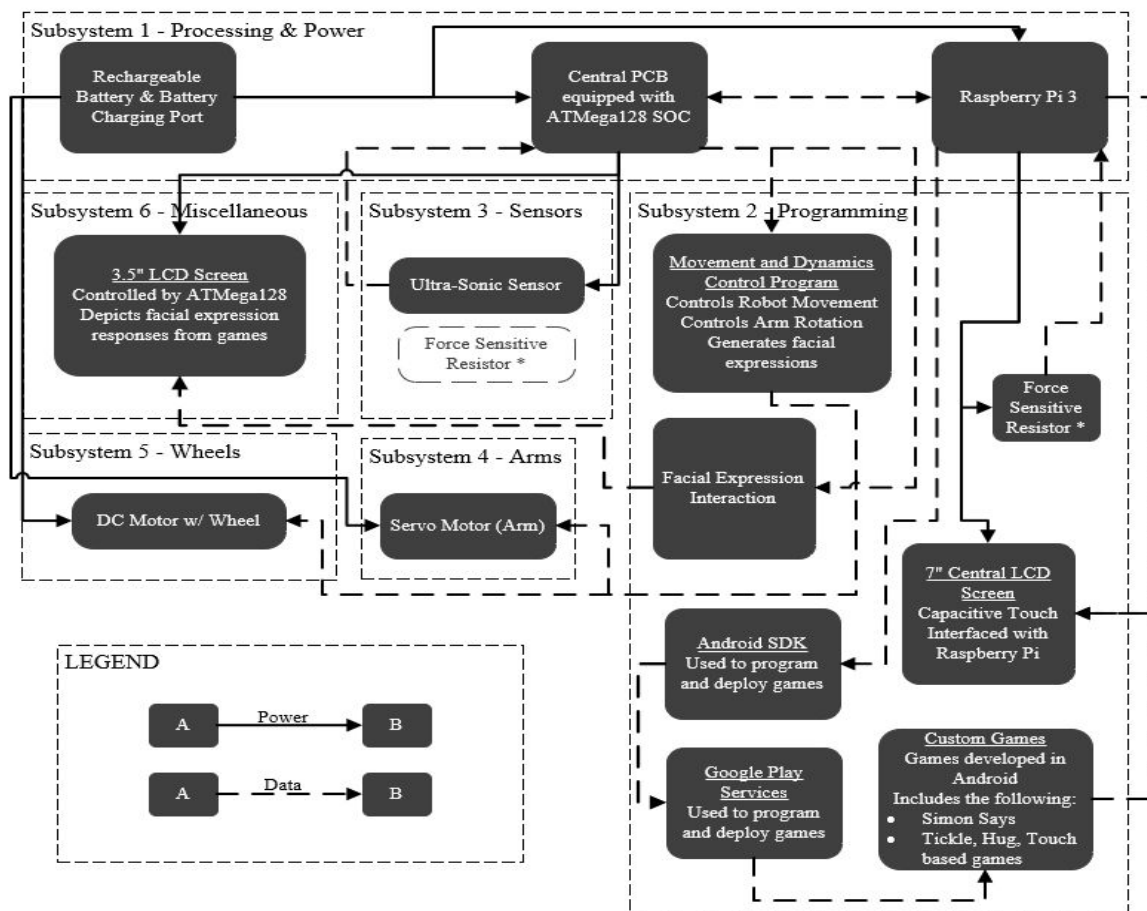 Subsystem 1 - Processing & Power
Rechargeable
Battery & Battery
Charging Port
Central PCB
equipped with
ATMega128 SOC
Raspberry Pi 3
Subsystem 6 - Miscellaneous
3.5" LCD Screen
Controlled by ATMega128
Depicts facial expression
responses from games
Subsystem 3 - Sensors
Ultra-Sonic Sensor
Force Sensitive
Resistor *
Subsystem 2 - Programming
Movement and Dynamics
Control Program
Controls Robot Movement
Controls Arm Rotation
Generates facial
expressions
Force
Sensitive
Resistor *
Subsystem 5 - Wheels
DC Motor w/ Wheel
Subsystem 4 - Arms
Servo Motor (Arm)
Facial Expression
Interaction
7" Central LCD
Screen
Capacitive Touch
Interfaced with
Raspberry Pi
Android SDK
Used to program
and deploy games
Google Play
Services
Used to program
and deploy games
Custom Games
Games developed in
Android
Includes the following:
• Simon Says
• Tickle, Hug, Touch
based games
LEGEND
A
Power
B
A
Data
B